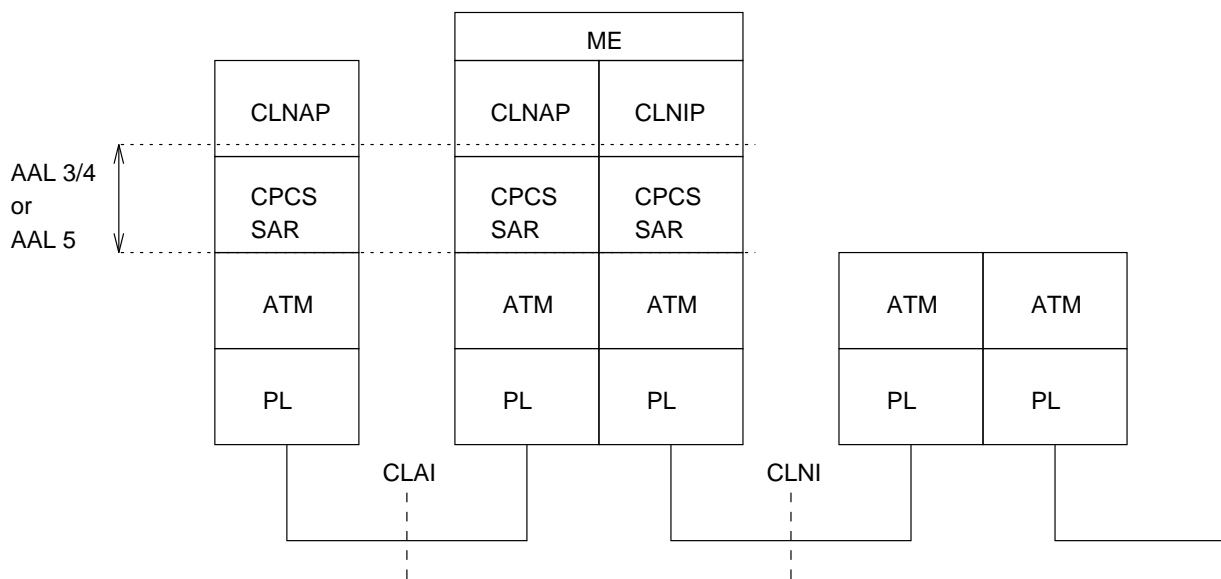 ME
CLNAP
CLNAP CLNIP
AAL 3/4
or
AAL 5
CPCS
SAR
CPCS
SAR
CPCS
SAR
ATM
ATM ATM
ATM ATM
PL
PL PL
PL PL
CLAI
CLNI